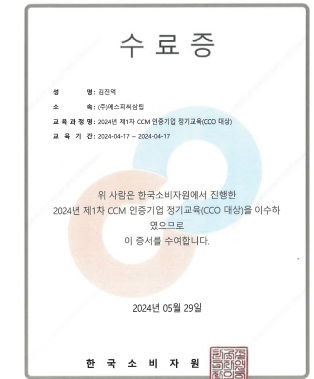 수 료 증
성 명: 김진억
소 속: (주)에스피씨삼립
교 육 과 정 명: 2024년 제1차 CCM 인증기업 정기교육(CCO 대상)
교 육 기 간: 2024-04-17 ~ 2024-04-17
위 사람은 한국소비자원에서 진행한
2024년 제1차 CCM 인증기업 정기교육(CCO 대상)을 이수하
였으므로
이 증서를 수여합니다.
2024년 05월 29일
한 국 소 비 자 원